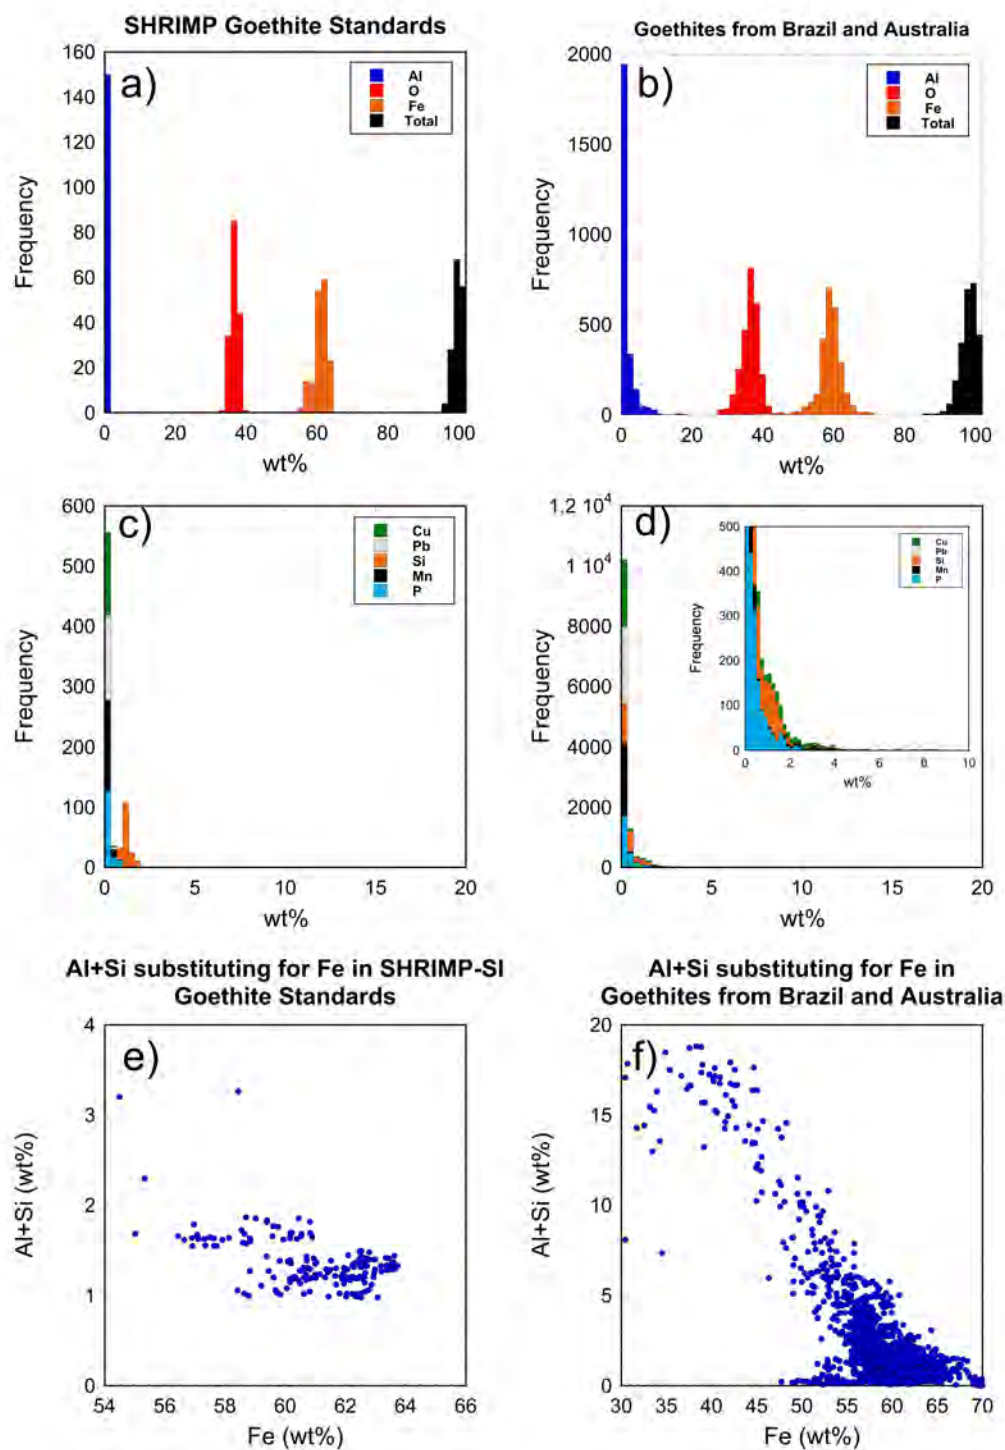 SHRIMP Goethite Standards
160
140
120
100
80
60
40
20
0
Frequency
a)
Al
O
Fe
Total
0 20 40 60 80 100
wt%
Goethites from Brazil and Australia
2000
1500
1000
500
0
Frequency
b)
Al
O
Fe
Total
0 20 40 60 80 100
wt%
600
500
400
300
200
100
0
Frequency
c)
Cu
Pb
Si
Mn
P
0 5 10 15 20
wt%
1,2 10⁴
1 10⁴
8000
6000
4000
2000
0
Frequency
d)
500
400
300
200
100
0
Frequency
Cu
Pb
Si
Mn
P
0 2 4 6 8 10
wt%
0 5 10 15 20
wt%
Al+Si substituting for Fe in SHRIMP-SI
Goethite Standards
4
3
2
1
0
Al+Si (wt%)
e)
54 56 58 60 62 64 66
Fe (wt%)
Al+Si substituting for Fe in
Goethites from Brazil and Australia
20
15
10
5
0
Al+Si (wt%)
f)
30 35 40 45 50 55 60 65 70
Fe (wt%)